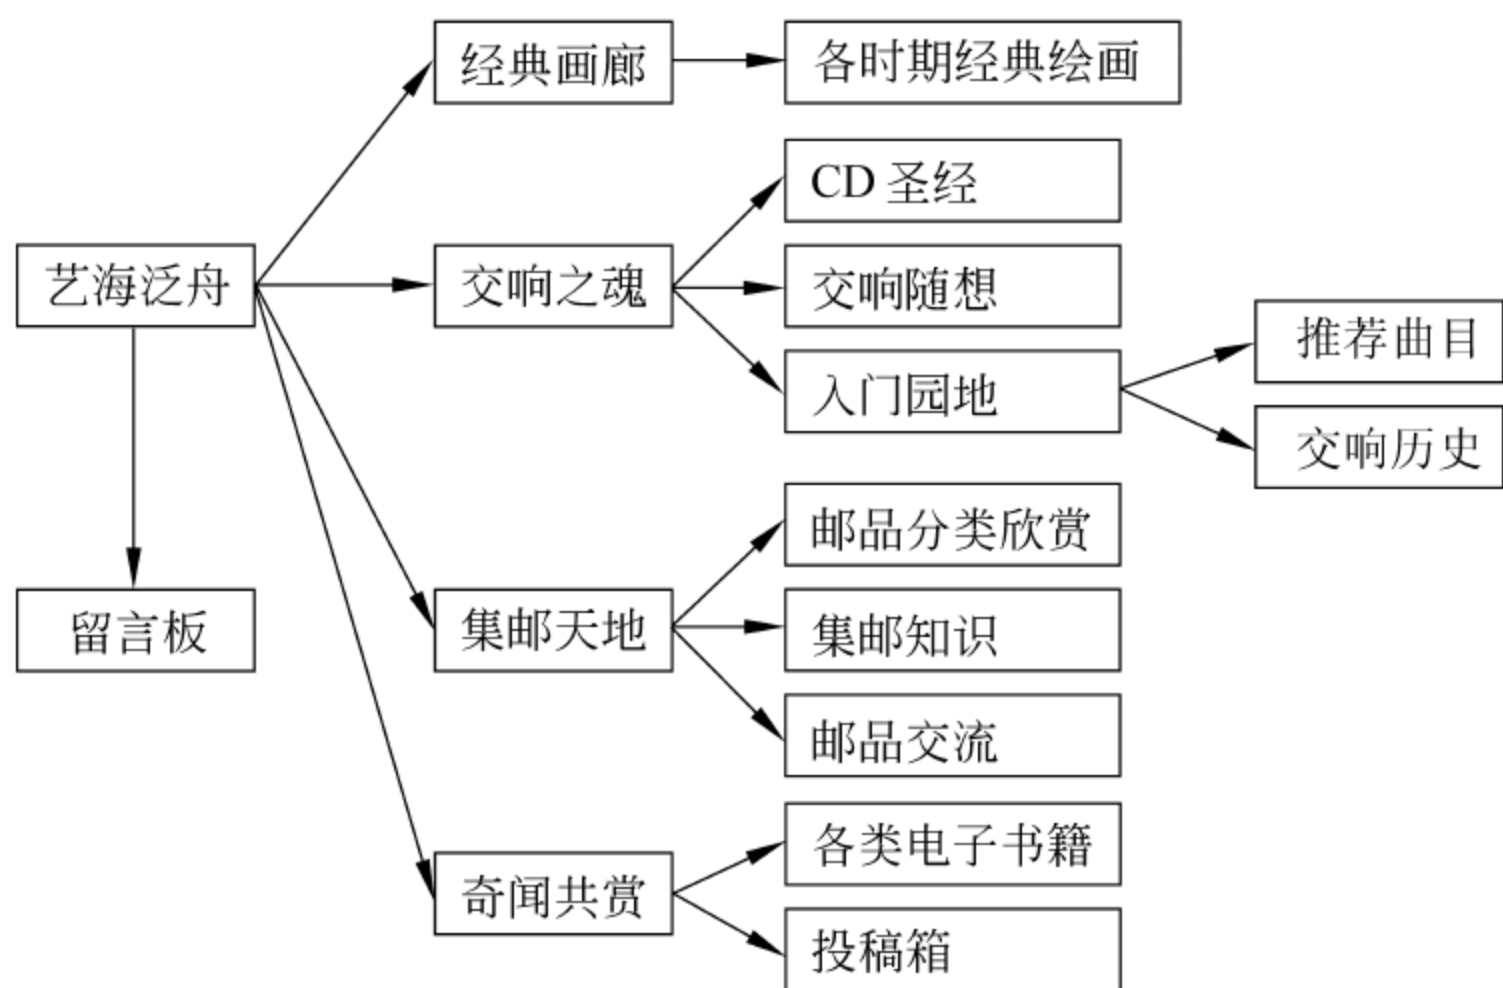 经典画廊
各时期经典绘画
CD 圣经
艺海泛舟
交响之魂
交响随想
入门园地
推荐曲目
交响历史
邮品分类欣赏
留言板
集邮天地
集邮知识
邮品交流
各类电子书籍
奇闻共赏
投稿箱